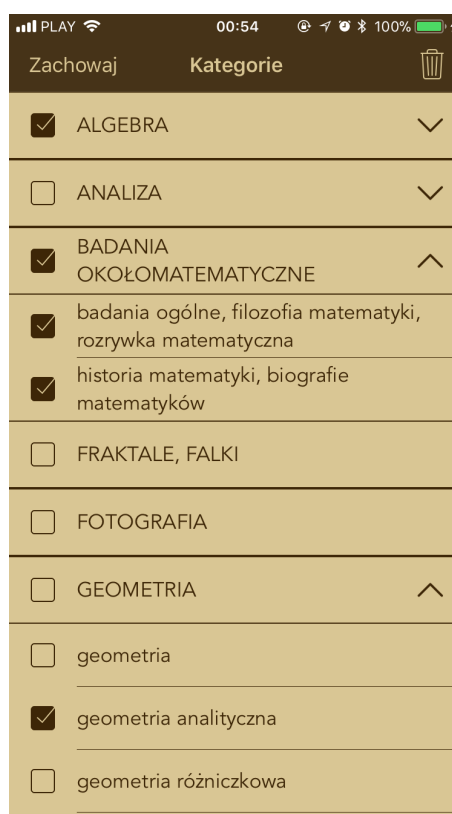 PLAY 00:54 100%
Zachowaj Kategorie
ALGEBRA
ANALIZA
BADANIA
OKOŁOMATEMATYCZNE
badania ogólne, filozofia matematyki,
rozrywka matematyczna
historia matematyki, biografie
matematyków
FRAKTALE, FALKI
FOTOGRAFIA
GEOMETRIA
geometria
geometria analityczna
geometria różniczkowa